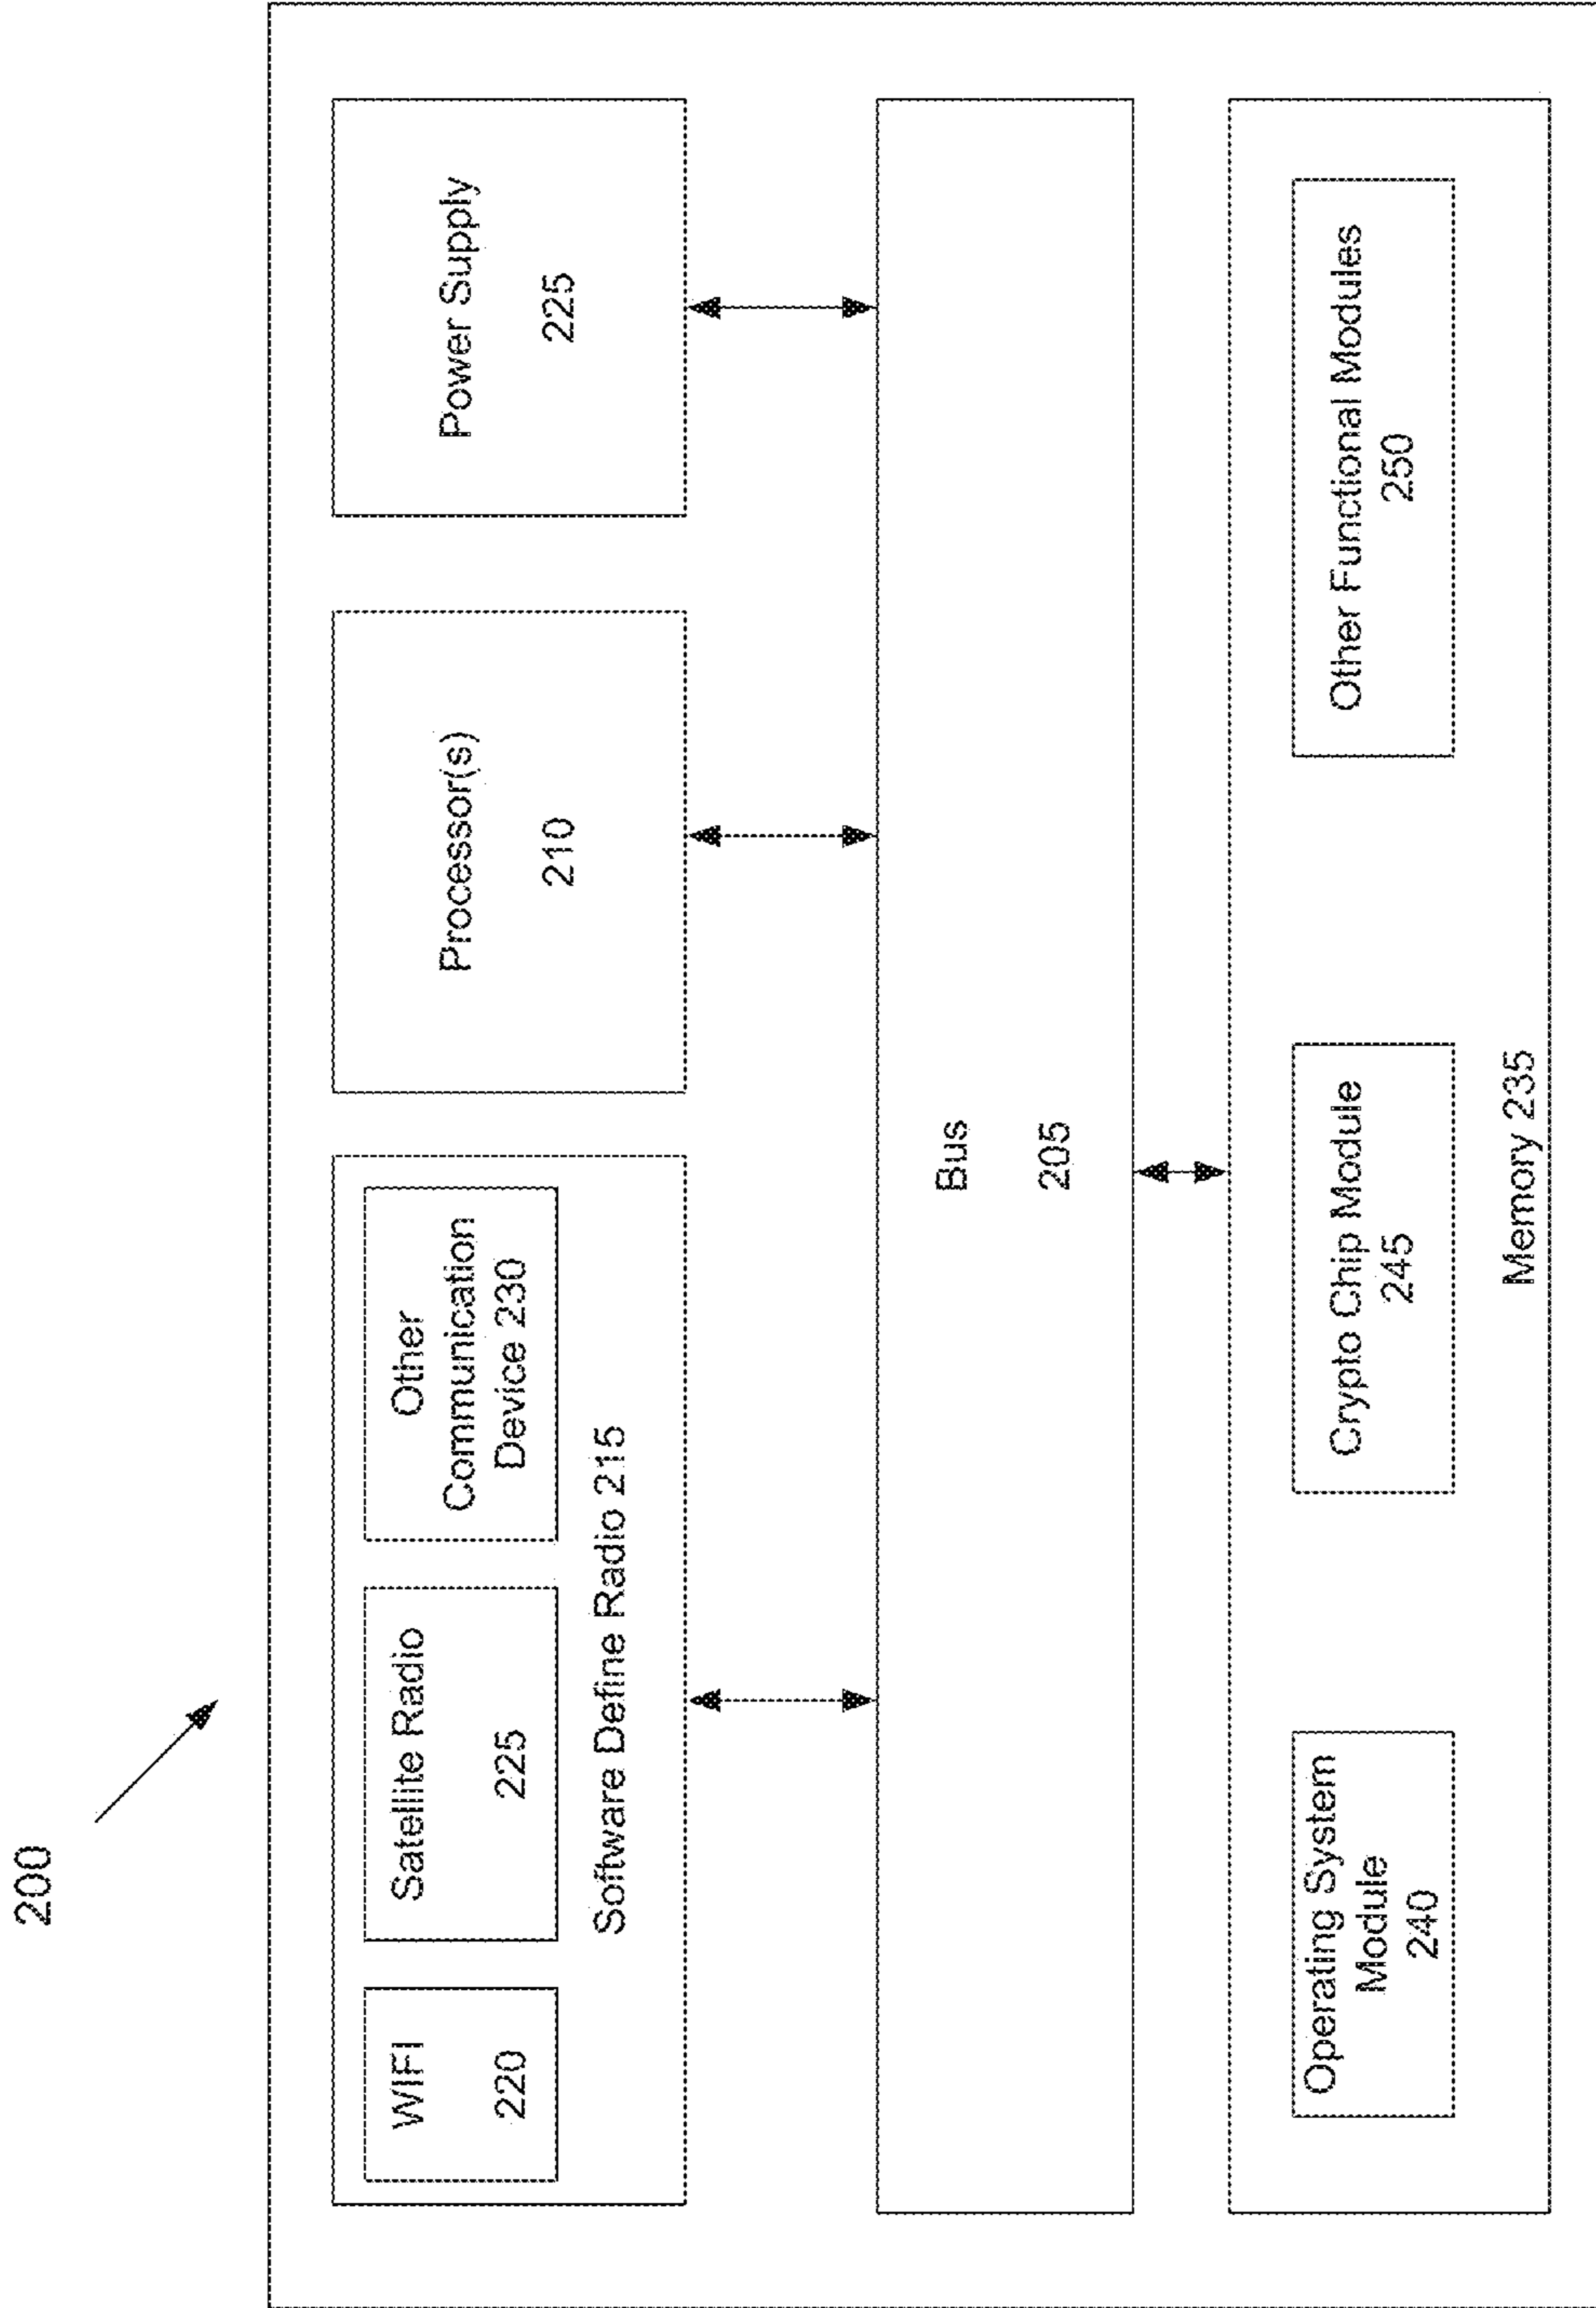 200
WIFI
220
Satellite Radio
225
Other
Communication
Device 230
Software Define Radio 215
Processor(s)
210
Power Supply
225
Bus
205
Operating System
Module
240
Crypto Chip Module
245
Other Functional Modules
250
Memory 235